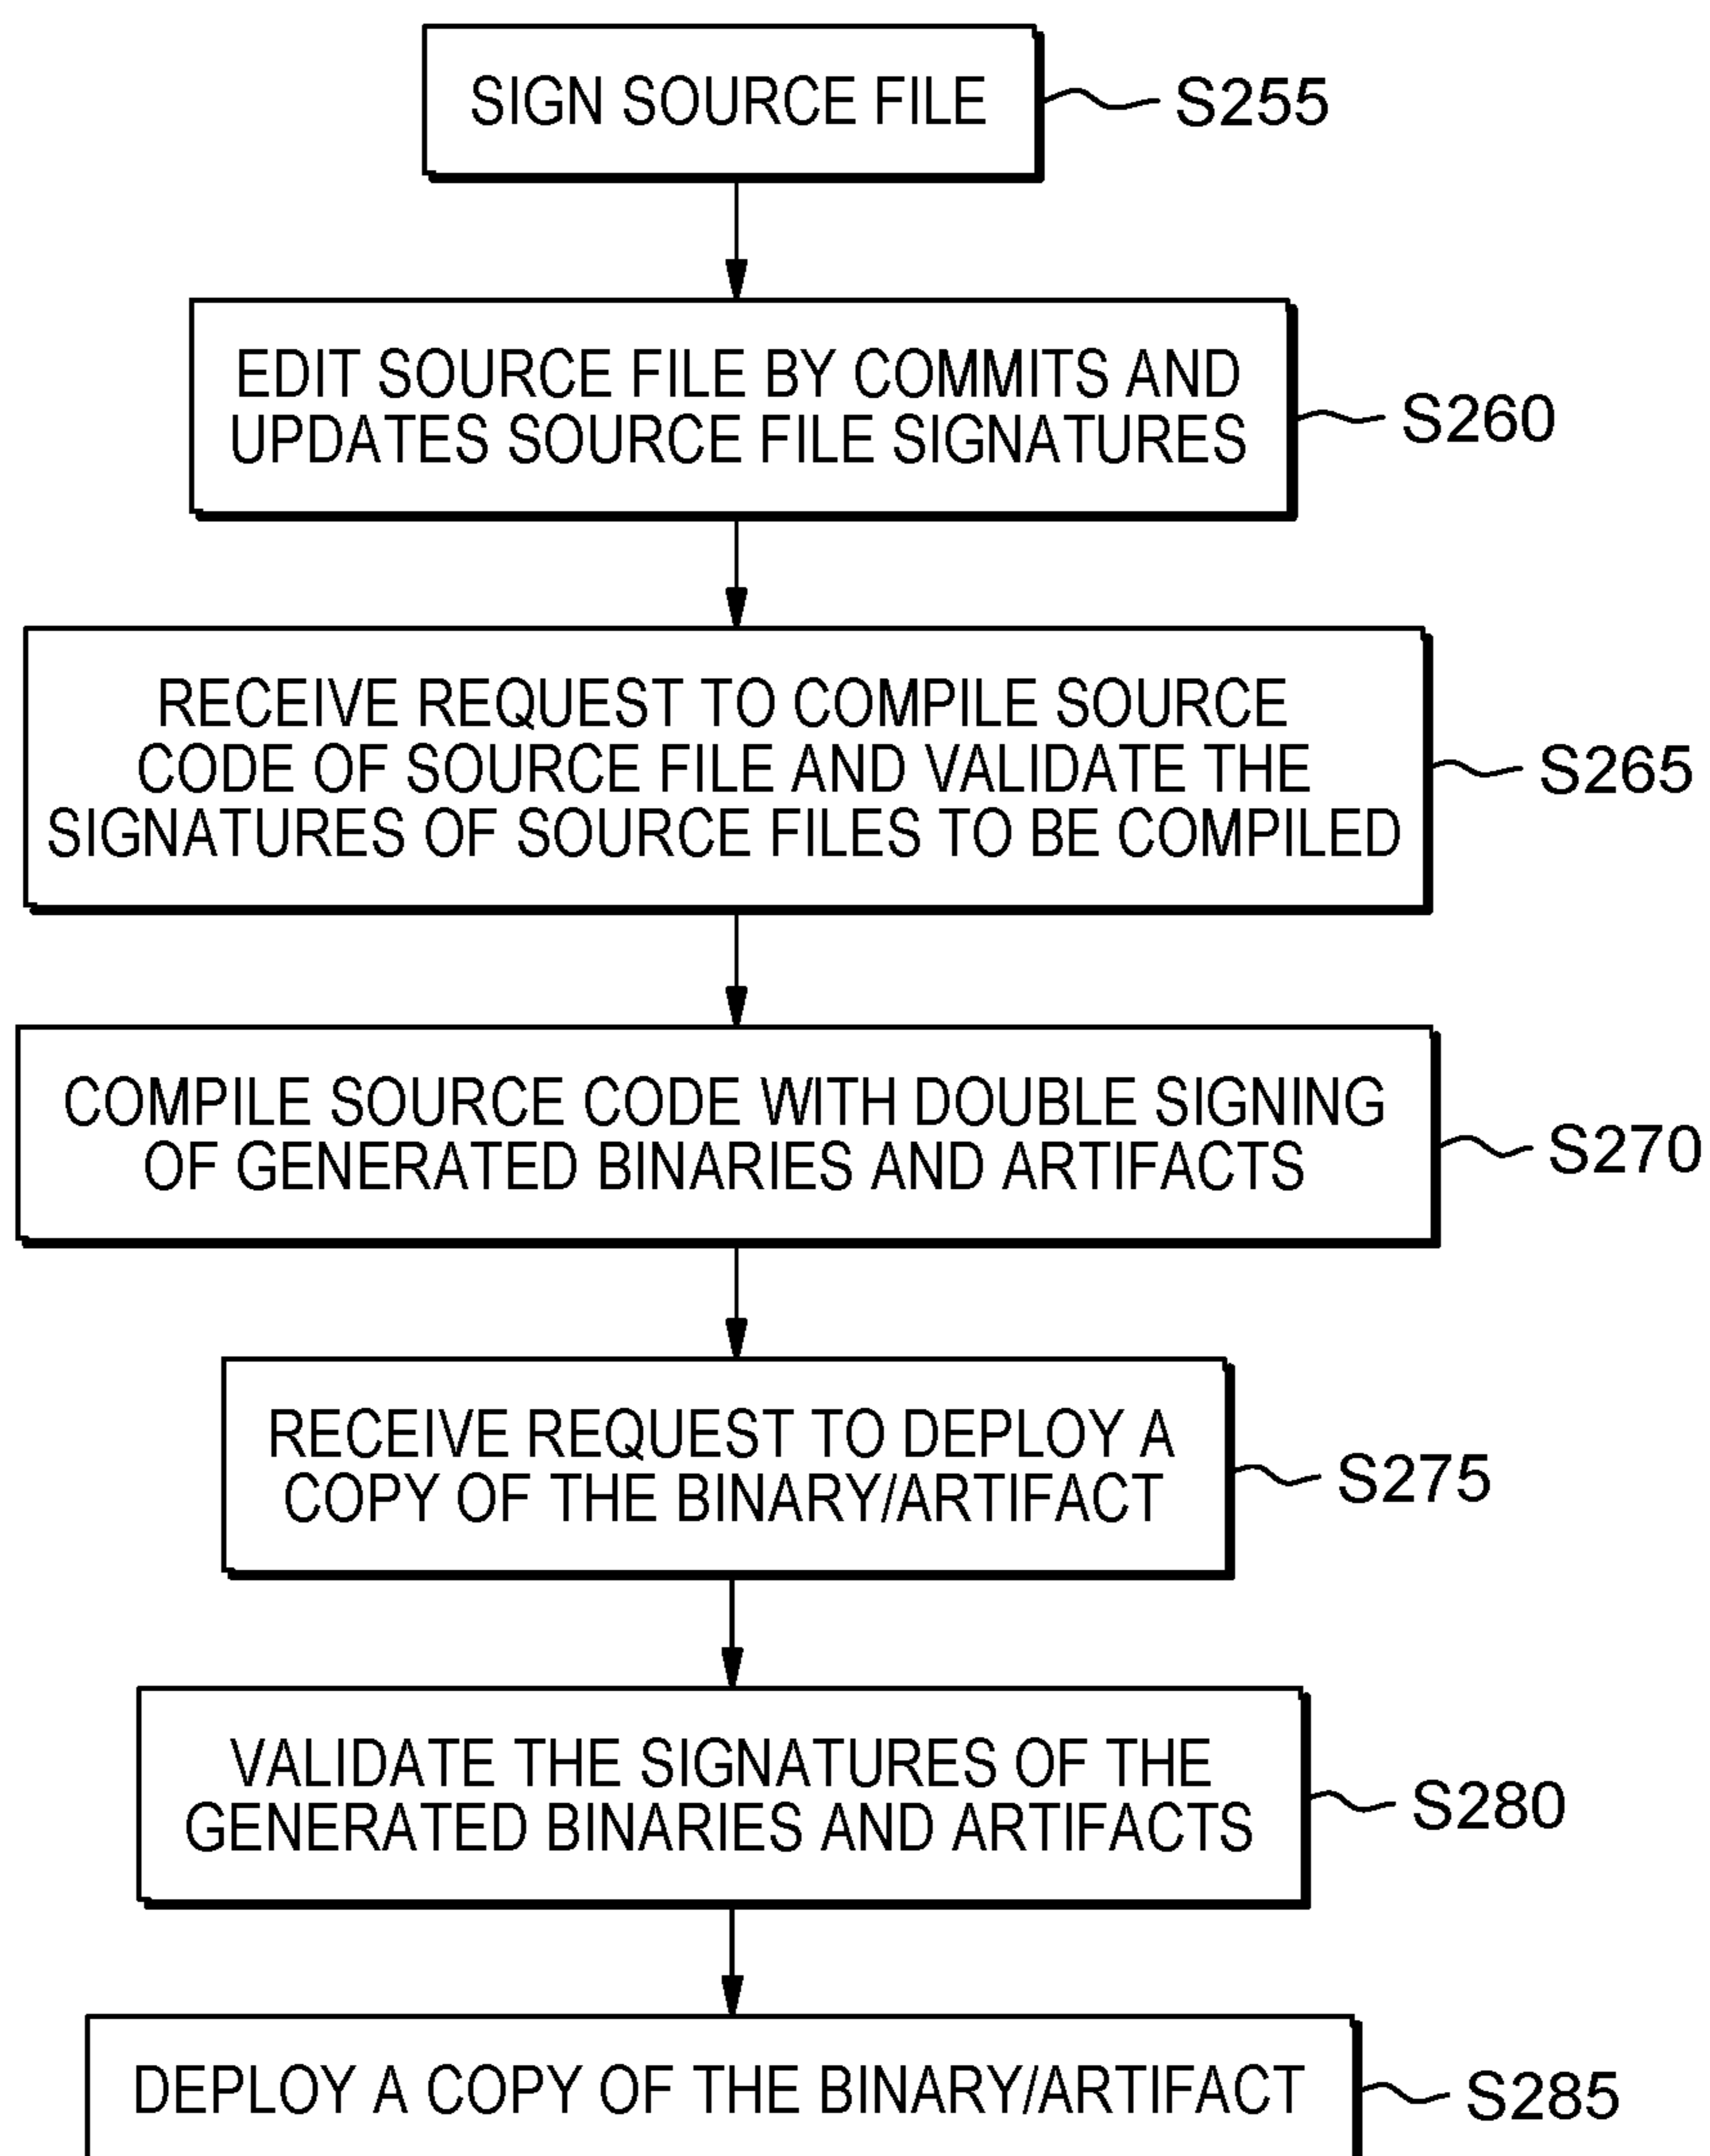 SIGN SOURCE FILE
S255
EDIT SOURCE FILE BY COMMITS AND
UPDATES SOURCE FILE SIGNATURES
S260
RECEIVE REQUEST TO COMPILE SOURCE
CODE OF SOURCE FILE AND VALIDATE THE
SIGNATURES OF SOURCE FILES TO BE COMPILED
S265
COMPILE SOURCE CODE WITH DOUBLE SIGNING
OF GENERATED BINARIES AND ARTIFACTS
S270
RECEIVE REQUEST TO DEPLOY A
COPY OF THE BINARY/ARTIFACT
S275
VALIDATE THE SIGNATURES OF THE
GENERATED BINARIES AND ARTIFACTS
S280
DEPLOY A COPY OF THE BINARY/ARTIFACT
S285